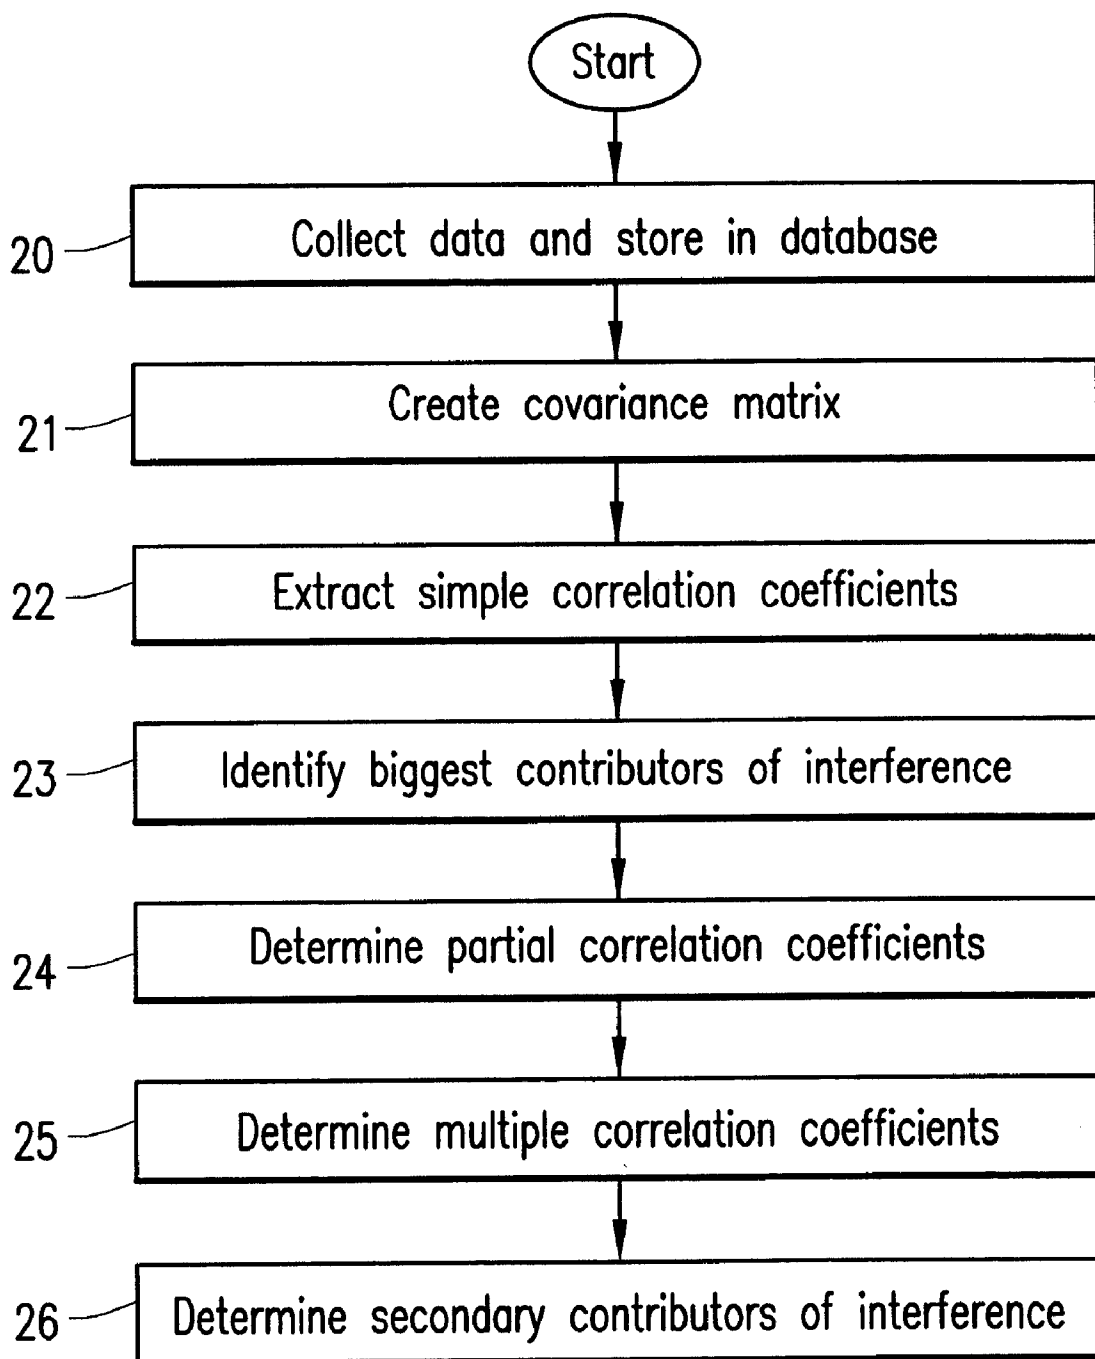 Start
20 Collect data and store in database
21 Create covariance matrix
22 Extract simple correlation coefficients
23 Identify biggest contributors of interference
24 Determine partial correlation coefficients
25 Determine multiple correlation coefficients
26 Determine secondary contributors of interference